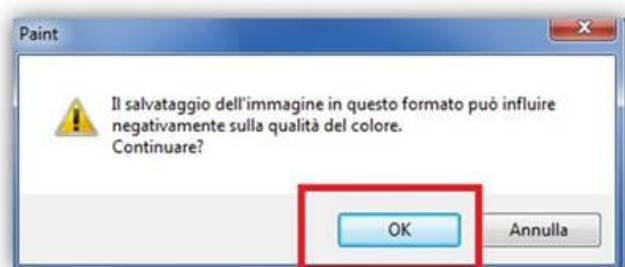 Paint
Il salvataggio dell'immagine in questo formato può influire
negativamente sulla qualità del colore.
Continuare?
OK
Annulla